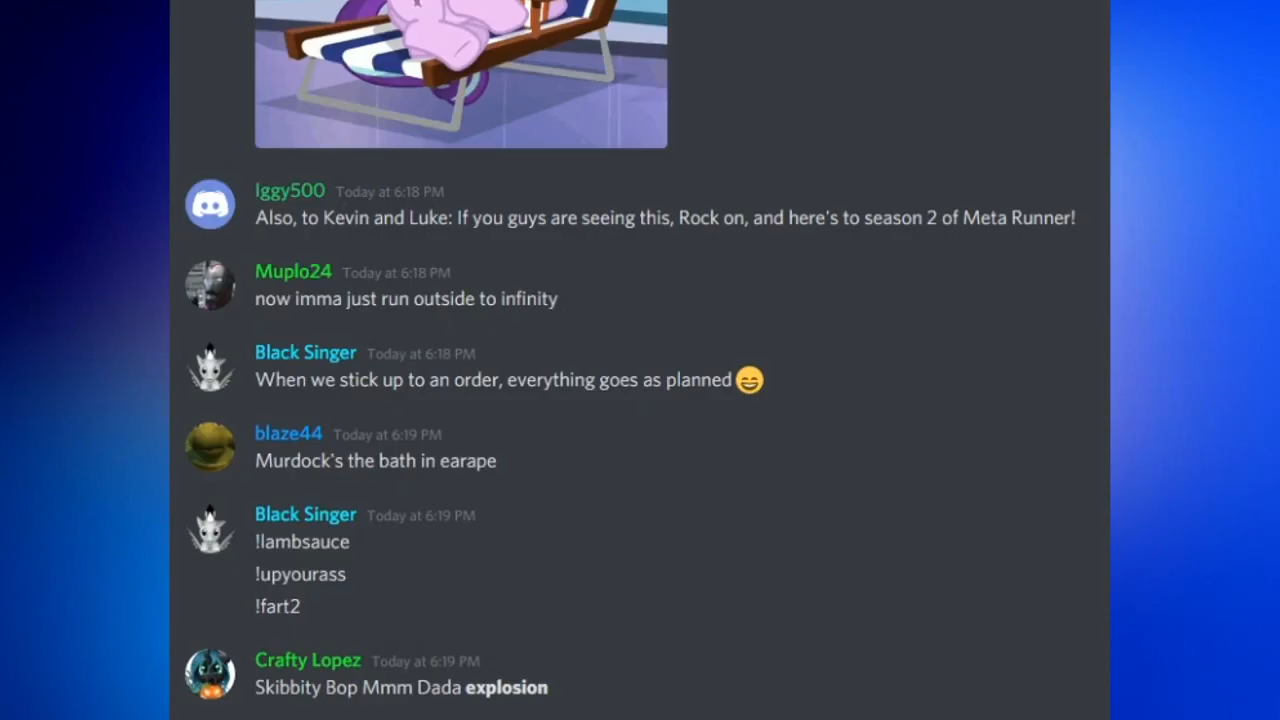 Iggy500 Today at 6:18 PM
Also, to Kevin and Luke: If you guys are seeing this, Rock on, and here's to season 2 of Meta Runner!
Muplo24 Today at 6:18 PM
now imma just run outside to infinity
Black Singer Today at 6:18 PM
When we stick up to an order, everything goes as planned 😄
blaze44 Today at 6:19 PM
Murdock's the bath in earape
Black Singer Today at 6:19 PM
!lambsauce
!upyourass
!fart2
Crafty Lopez Today at 6:19 PM
Skibbity Bop Mmm Dada explosion